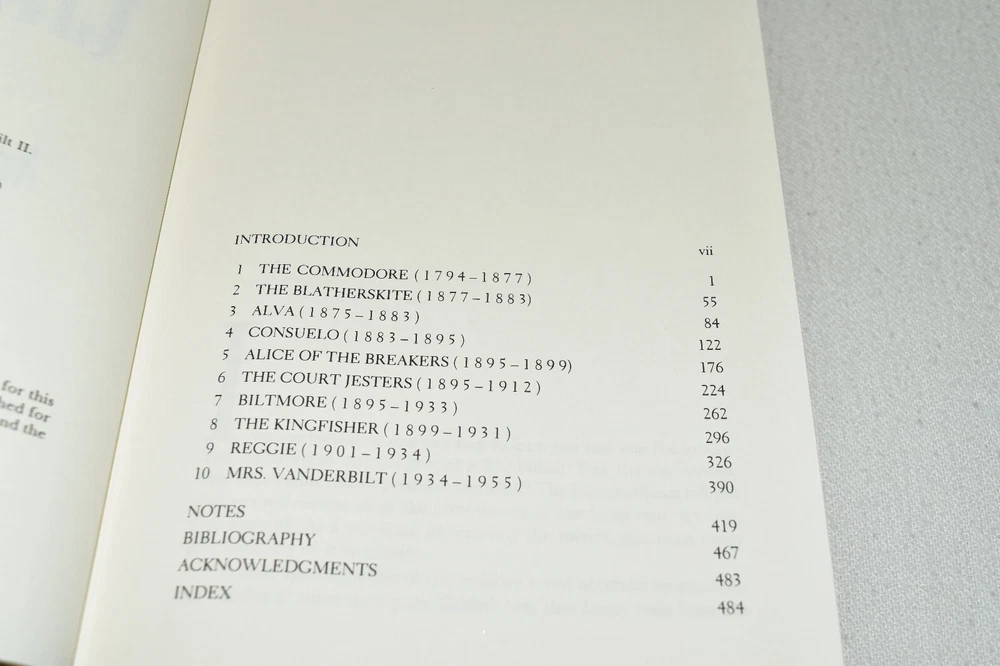 ilt II.
for this
hed for
nd the
INTRODUCTION vii
1 THE COMMODORE (1794–1877) 1
2 THE BLATHERSKITE (1877–1883) 55
3 ALVA (1875–1883) 84
4 CONSUELO (1883–1895) 122
5 ALICE OF THE BREAKERS (1895–1899) 176
6 THE COURT JESTERS (1895–1912) 224
7 BILTMORE (1895–1933) 262
8 THE KINGFISHER (1899–1931) 296
9 REGGIE (1901–1934) 326
10 MRS. VANDERBILT (1934–1955) 390
NOTES 419
BIBLIOGRAPHY 467
ACKNOWLEDGMENTS 483
INDEX 484